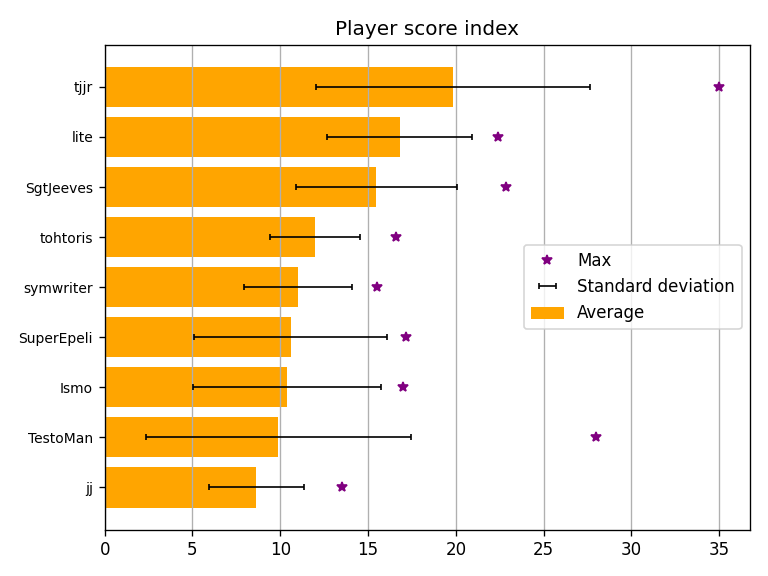 Player score index
tjjr
lite
SgtJeeves
tohtoris
symwriter
SuperEpeli
Ismo
TestoMan
jj
Max
Standard deviation
Average
0 5 10 15 20 25 30 35